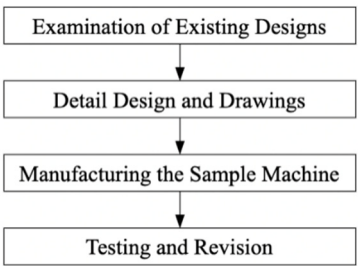 Examination of Existing Designs
Detail Design and Drawings
Manufacturing the Sample Machine
Testing and Revision